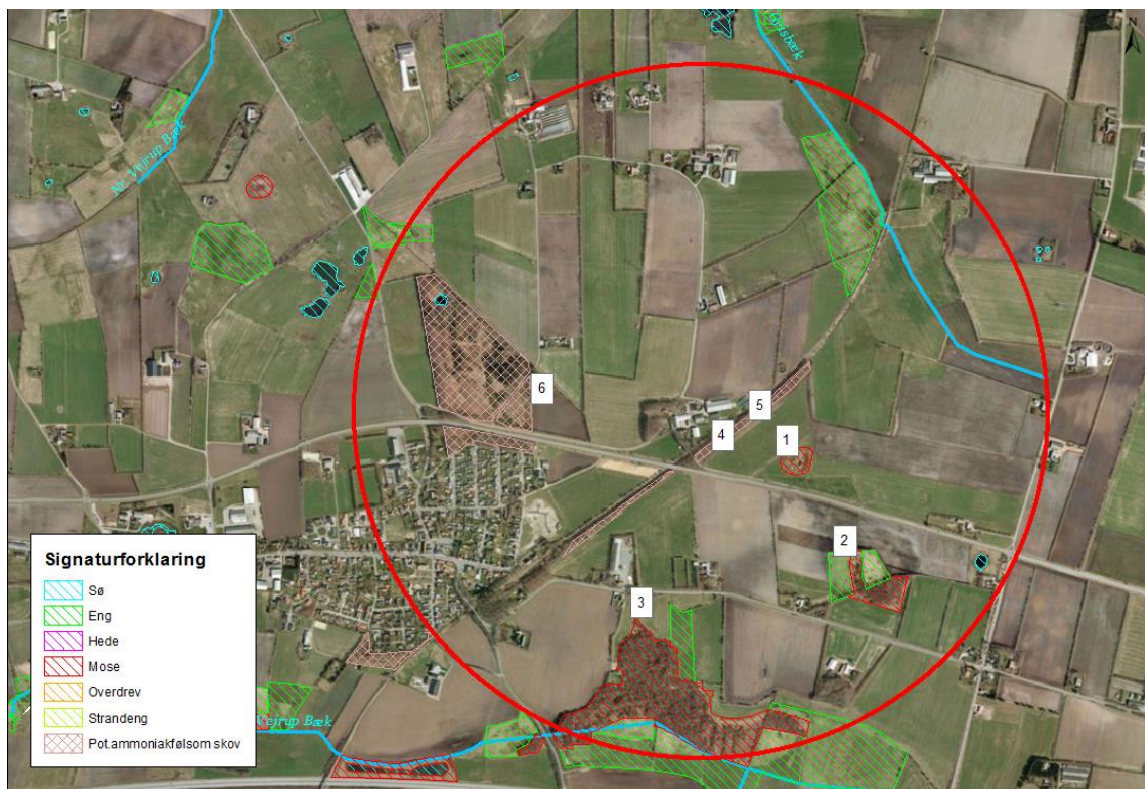 Nr. Vejrup Bæk
6
5
4
1
2
3
Vejrup Bæk
Signaturforklaring
Sø
Eng
Hede
Mose
Overdrev
Strandeng
Pot.ammoniakfølsom skov